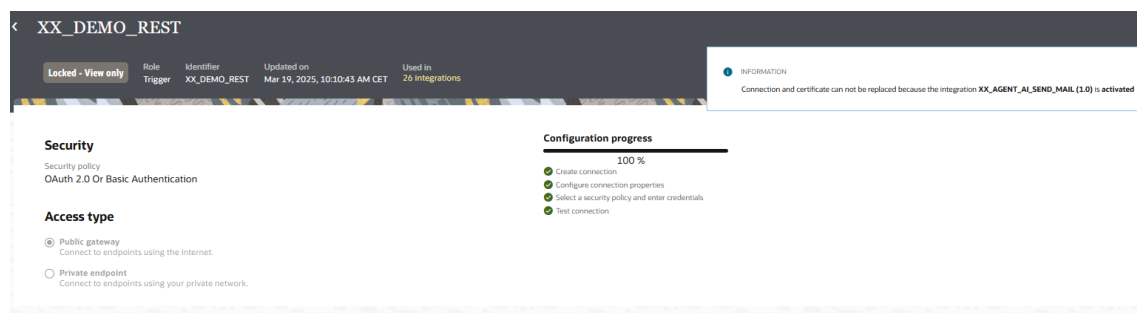 XX_DEMO_REST
Locked - View only
Role
Trigger
Identifier
XX_DEMO_REST
Updated on
Mar 19, 2025, 10:10:43 AM CET
Used in
26 integrations
INFORMATION
Connection and certificate can not be replaced because the integration XX_AGENT_AI_SEND_MAIL (1.0) is activated
Security
Security policy
OAuth 2.0 Or Basic Authentication
Access type
Public gateway
Connect to endpoints using the internet.
Private endpoint
Connect to endpoints using your private network.
Configuration progress
100 %
Create connection
Configure connection properties
Select a security policy and enter credentials
Test connection